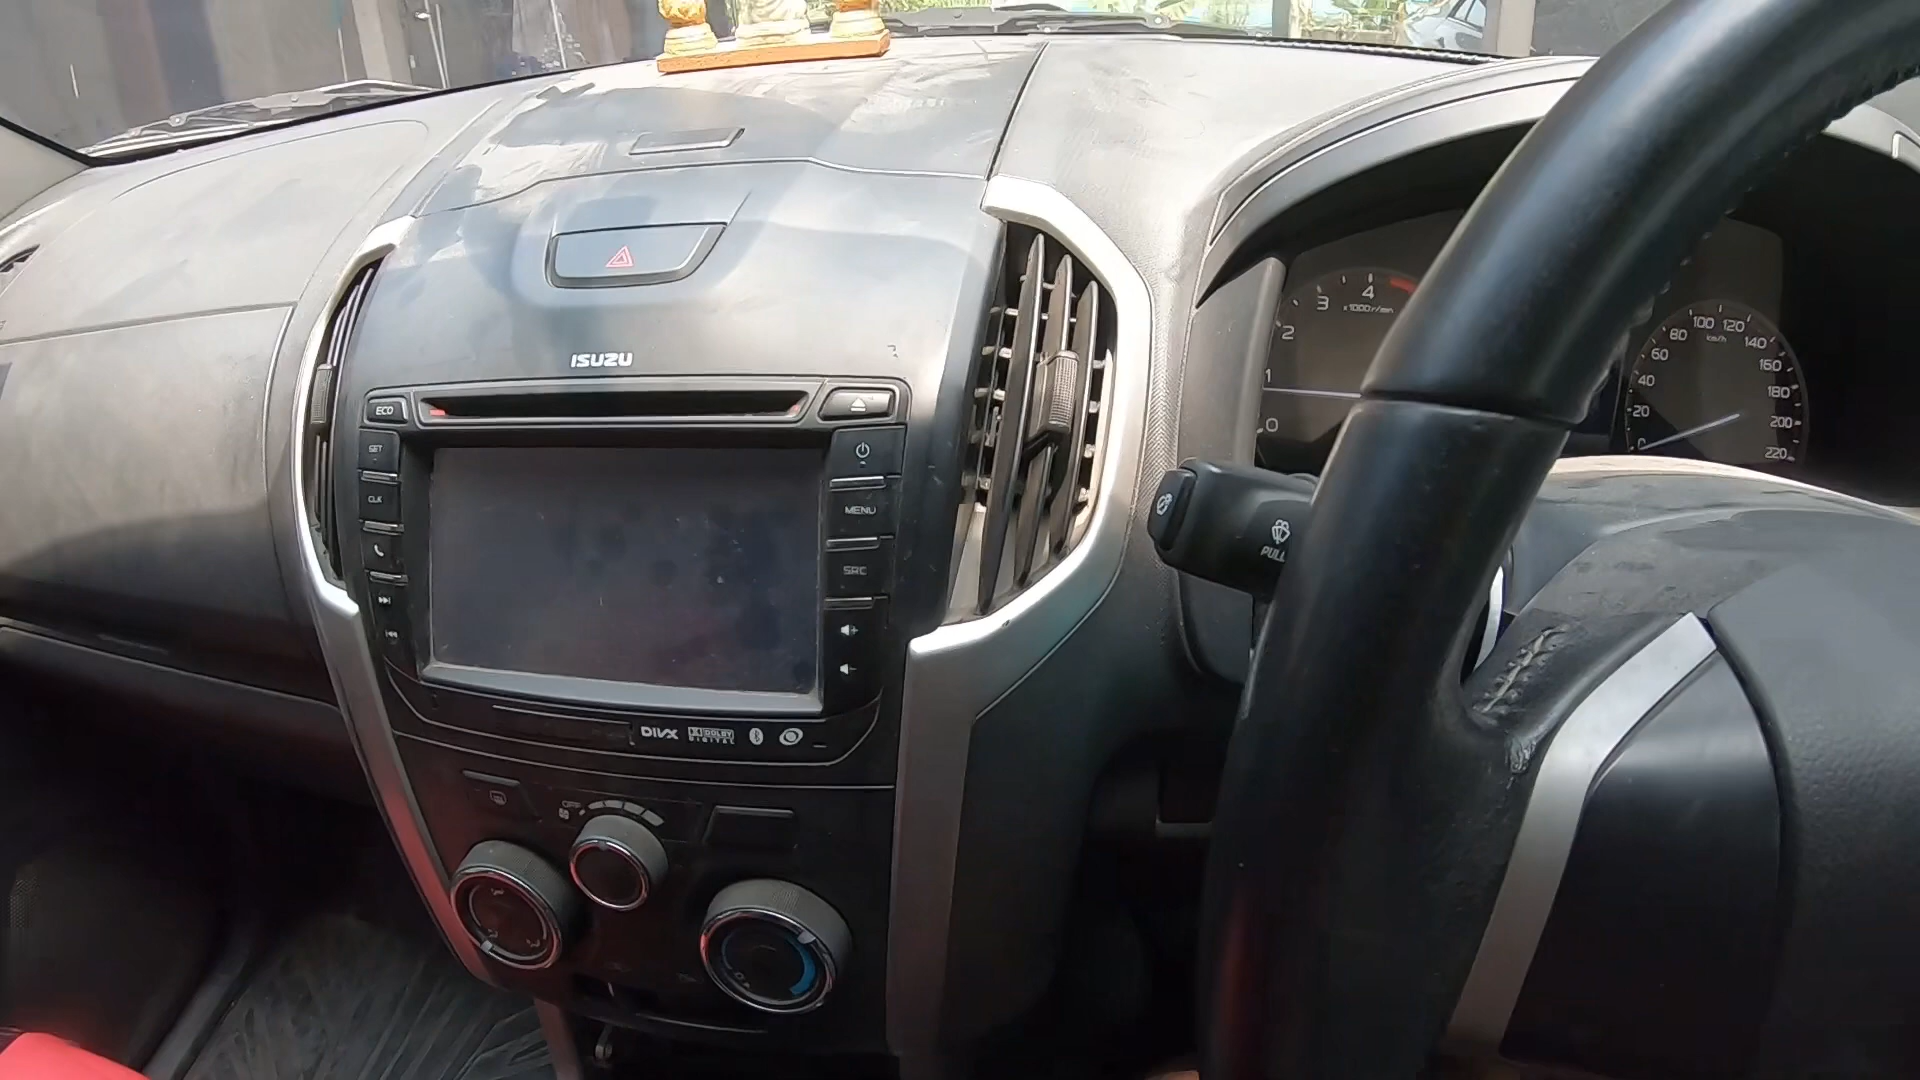 ISUZU
ECO
SET
CLK
MENU
SRC
DIVX
DOLBY
DIGITAL
OFF
PULL
0
1
2
3
4
x1000r/min
0
20
40
60
80
100
120
140
160
180
200
220
km/h